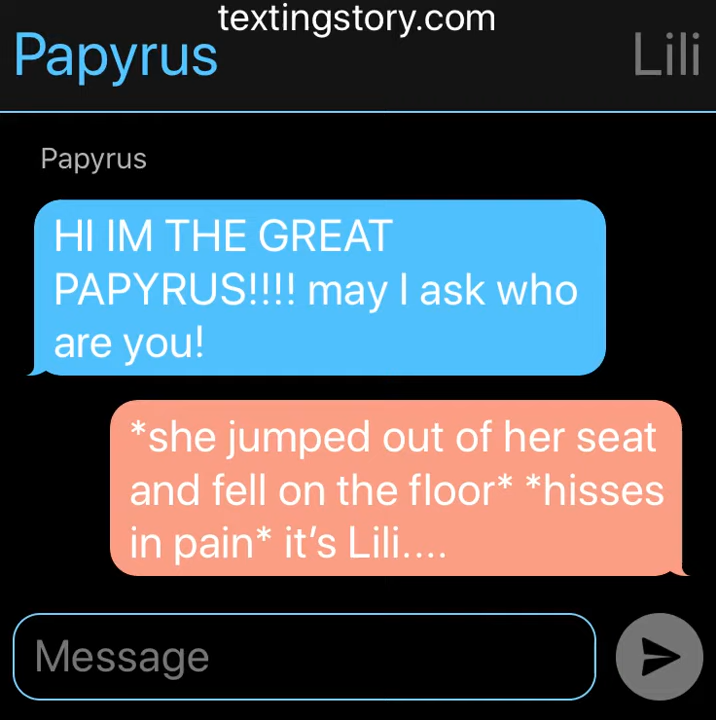 textingstory.com
Papyrus
Lili
Papyrus
HI IM THE GREAT
PAPYRUS!!!! may I ask who
are you!
*she jumped out of her seat
and fell on the floor* *hisses
in pain* it’s Lili....
Message